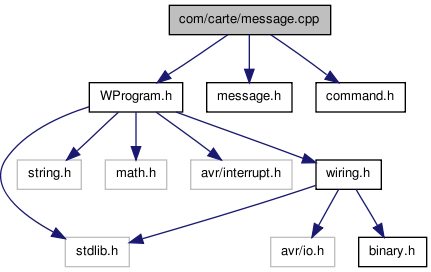 com/carte/message.cpp
WProgram.h
message.h
command.h
string.h
math.h
avr/interrupt.h
wiring.h
stdlib.h
avr/io.h
binary.h